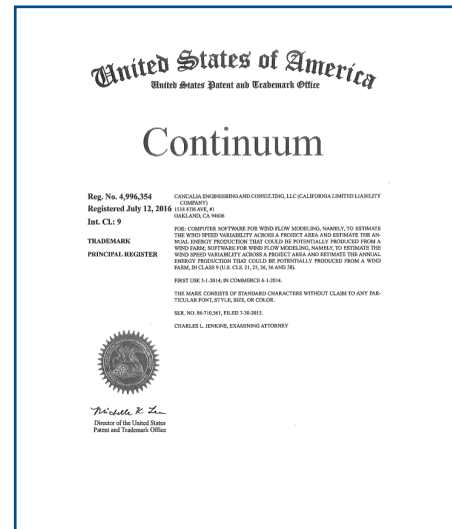 United States of America
United States Patent and Trademark Office
Continuum
Reg. No. 4,996,354
Registered July 12, 2016
Int. Cl.: 9
TRADEMARK
PRINCIPAL REGISTER
CANCALIA ENGINEERING AND CONSULTING, LLC (CALIFORNIA LIMITED LIABILITY
COMPANY)
1518 4TH AVE, #1
OAKLAND, CA 94606
FOR: COMPUTER SOFTWARE FOR WIND FLOW MODELING, NAMELY, TO ESTIMATE
THE WIND SPEED VARIABILITY ACROSS A PROJECT AREA AND ESTIMATE THE AN-
NUAL ENERGY PRODUCTION THAT COULD BE POTENTIALLY PRODUCED FROM A
WIND FARM; SOFTWARE FOR WIND FLOW MODELING, NAMELY, TO ESTIMATE THE
WIND SPEED VARIABILITY ACROSS A PROJECT AREA AND ESTIMATE THE ANNUAL
ENERGY PRODUCTION THAT COULD BE POTENTIALLY PRODUCED FROM A WIND
FARM, IN CLASS 9 (U.S. CLS. 21, 23, 26, 36 AND 38).
FIRST USE 5-1-2014; IN COMMERCE 6-1-2014.
THE MARK CONSISTS OF STANDARD CHARACTERS WITHOUT CLAIM TO ANY PAR-
TICULAR FONT, STYLE, SIZE, OR COLOR.
SER. NO. 86-710,361, FILED 7-30-2015.
CHARLES L. JENKINS, EXAMINING ATTORNEY
Michelle K. Lee
Director of the United States
Patent and Trademark Office